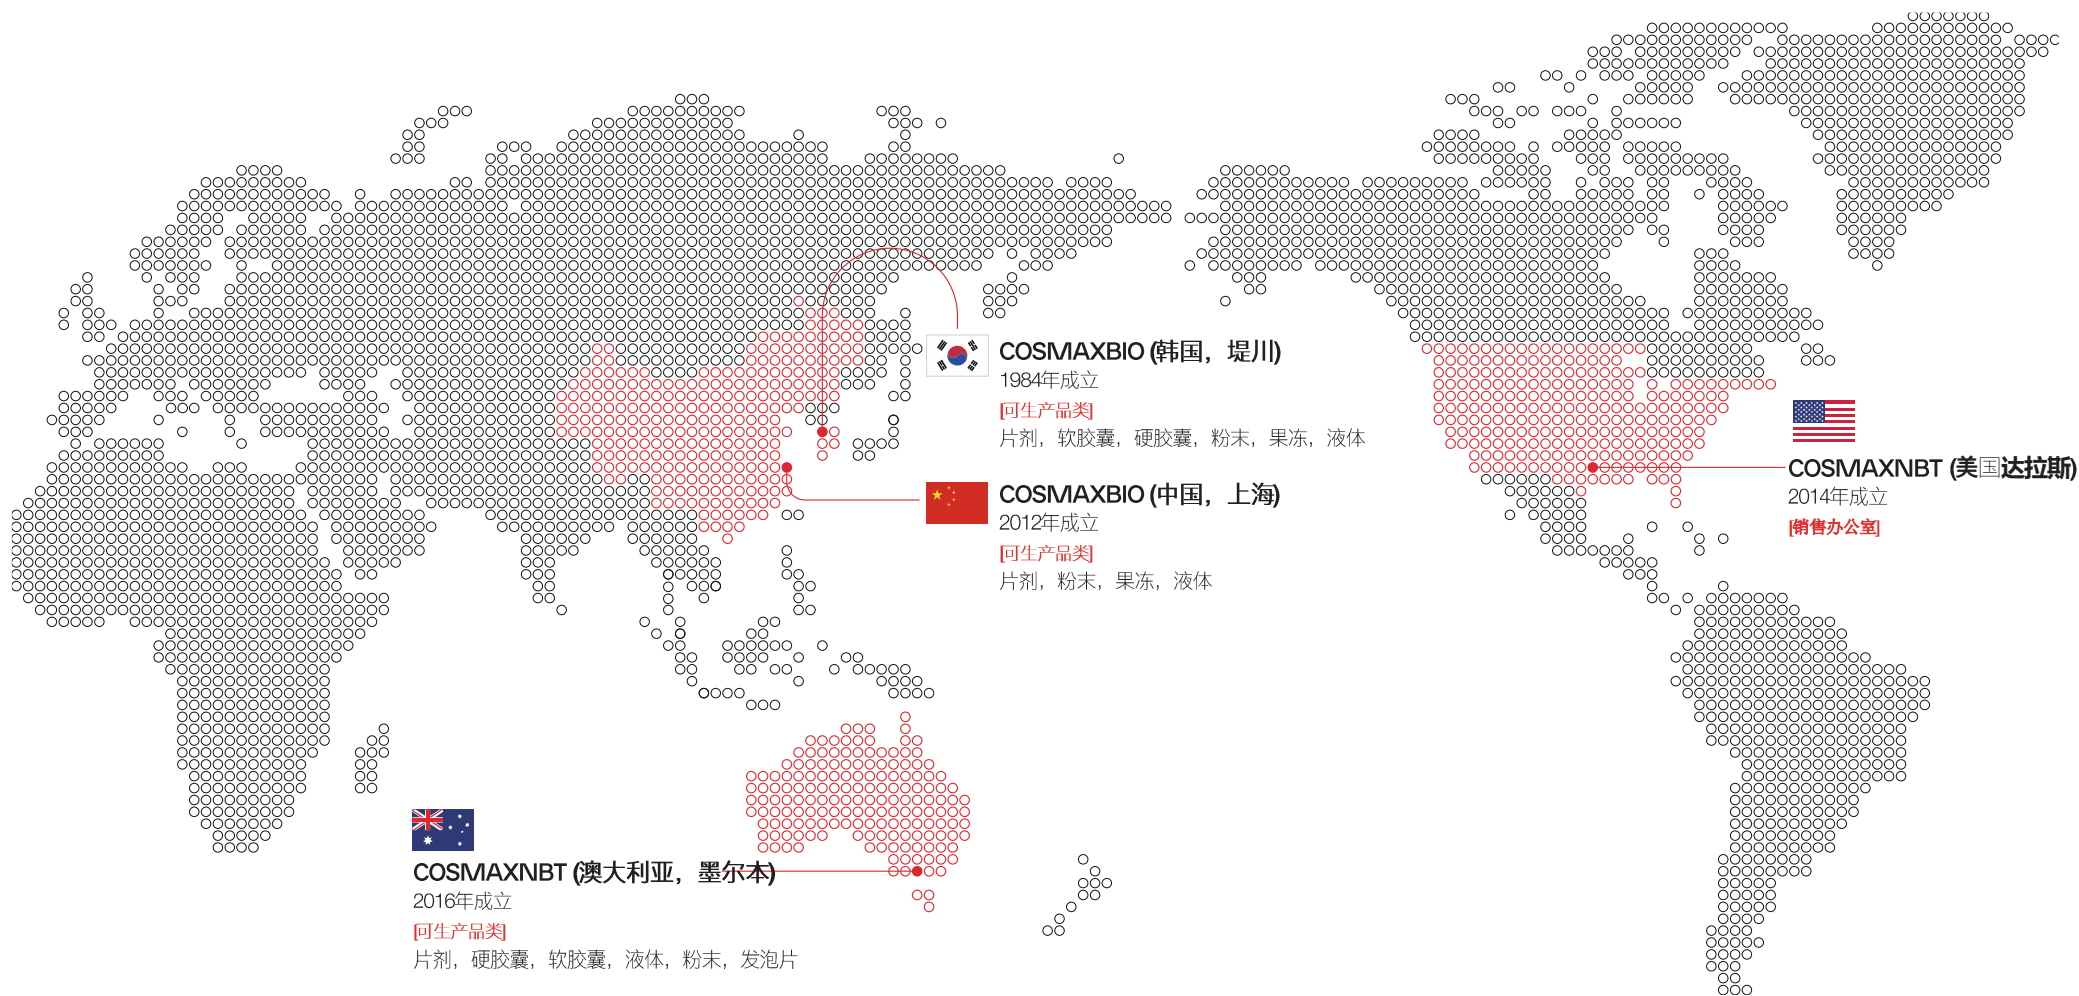 COSMAXBIO (韩国，堤川)
1984年成立
[可生产品类]
片剂，软胶囊，硬胶囊，粉末，果冻，液体
COSMAXBIO (中国，上海)
2012年成立
[可生产品类]
片剂，粉末，果冻，液体
COSMAXNBT (美国达拉斯)
2014年成立
[销售办公室]
COSMAXNBT (澳大利亚，墨尔本)
2016年成立
[可生产品类]
片剂，硬胶囊，软胶囊，液体，粉末，发泡片